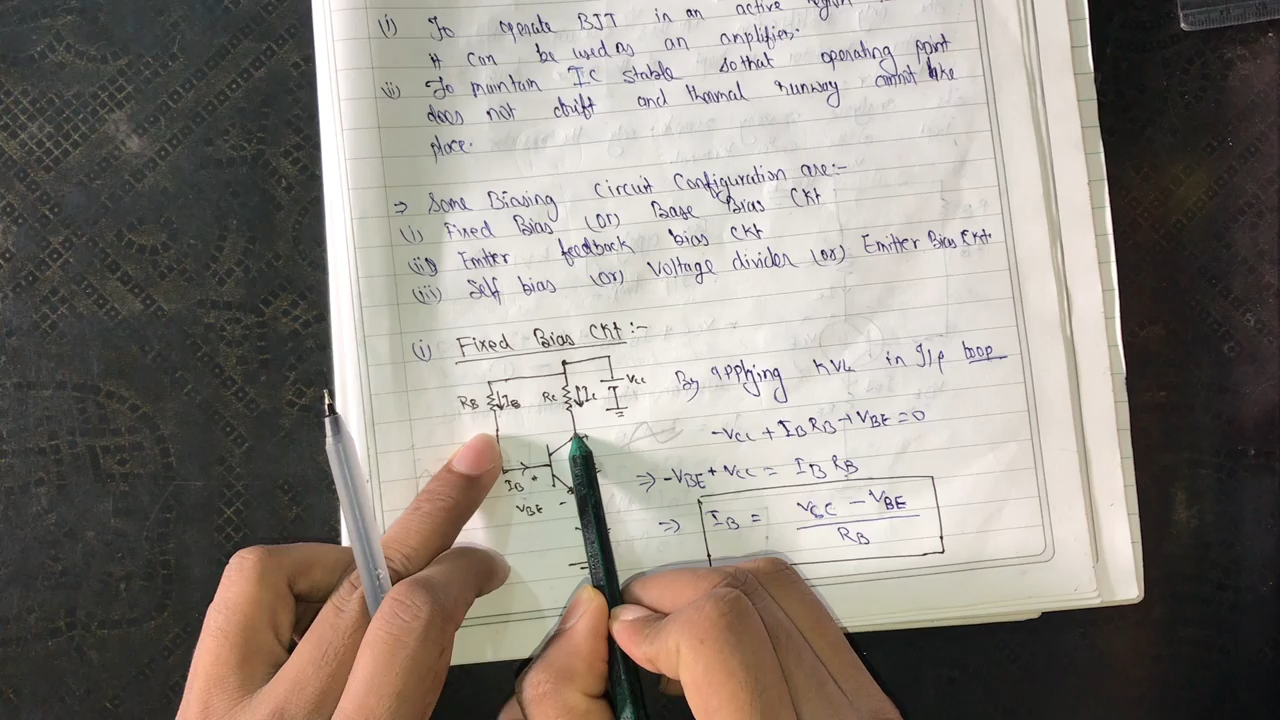 (i) To operate BJT in an active region
it can be used as an amplifier.
(ii) To maintain IC stable so that operating point
does not drift and thermal runway cannot take
place.
⇒ Some Biasing Circuit Configuration are:-
(i) Fixed Bias (or) Base Bias CKt
(ii) Emitter feedback bias CKt
(iii) Self bias (or) Voltage divider (or) Emitter Bias CKt.
(i) Fixed Bias CKt :-
By applying KVL in I/p loop
VCC
RB IB RC IC
-VCC + IB RB + VBE = 0
⇒ -VBE + VCC = IB RB
IB + VBE -
⇒ IB = VCC - VBE
RB